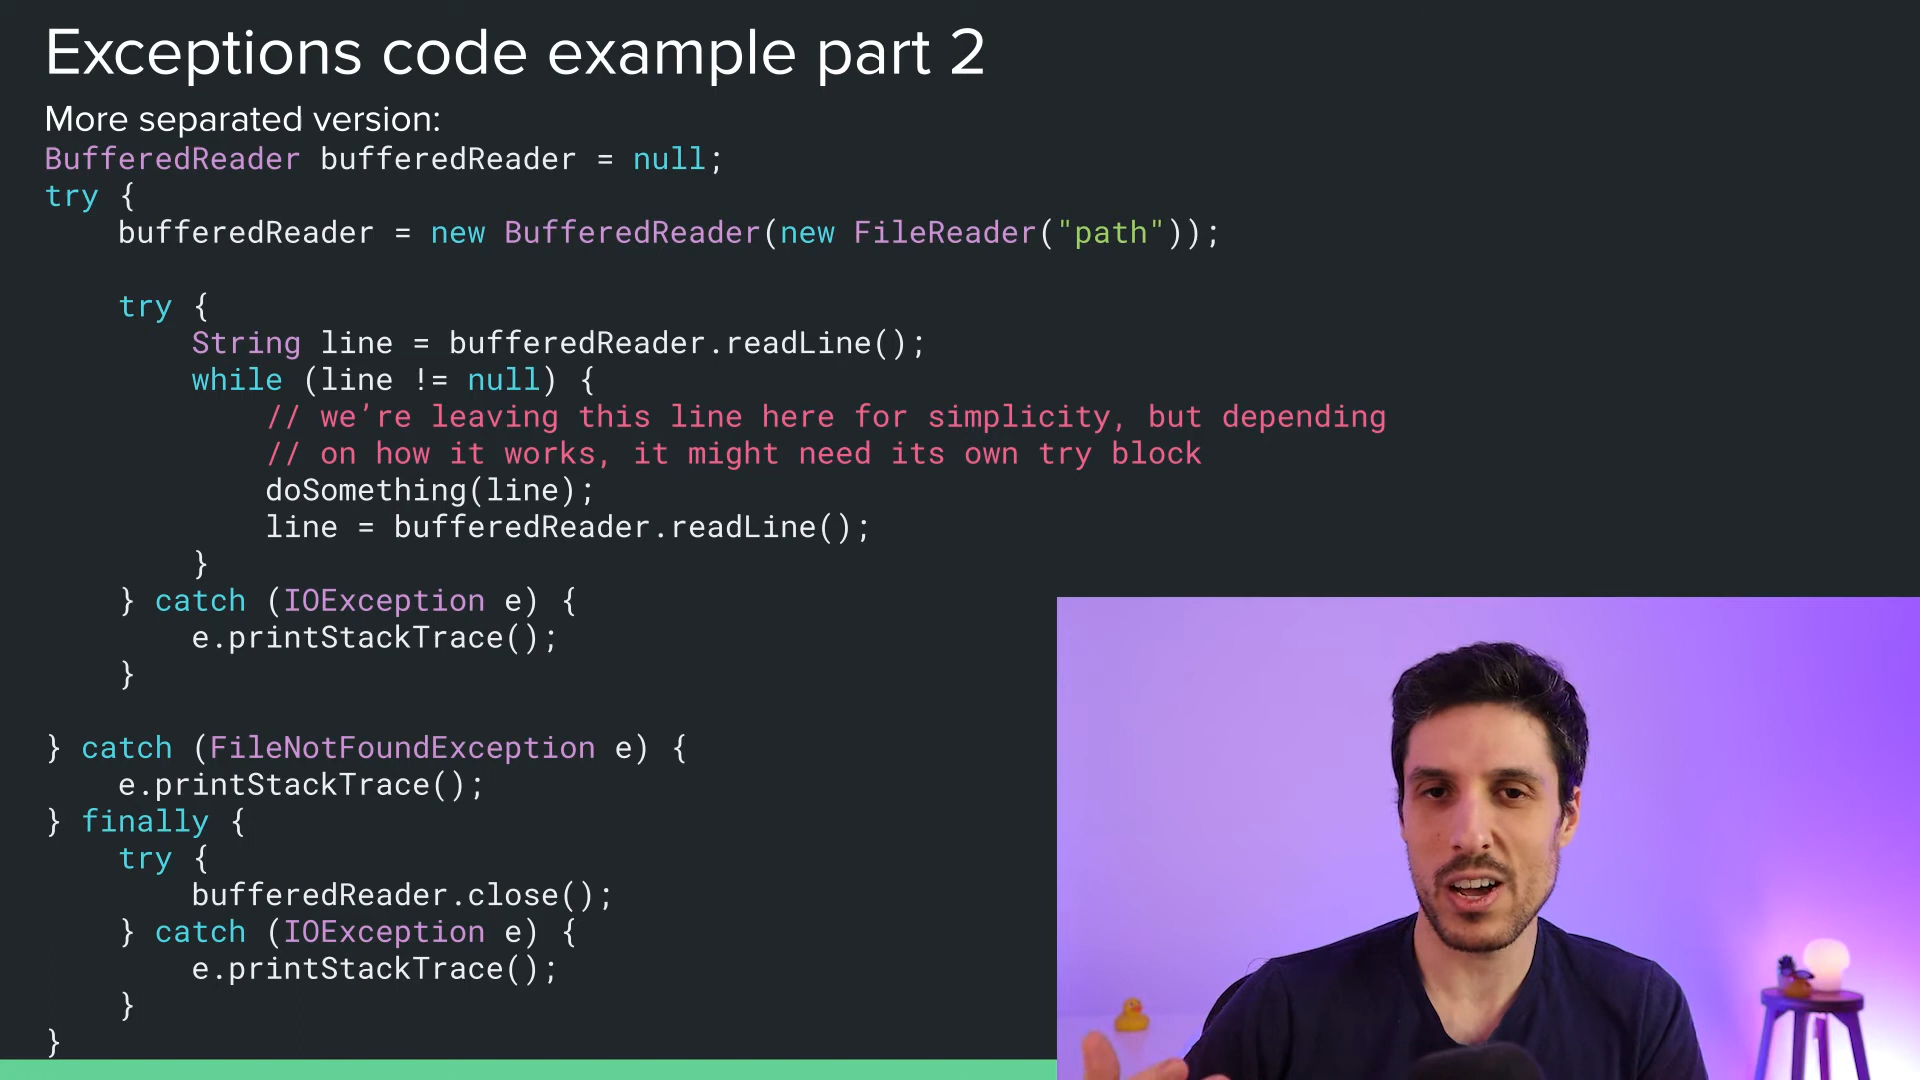 Exceptions code example part 2
More separated version:
BufferedReader bufferedReader = null;
try {
    bufferedReader = new BufferedReader(new FileReader("path"));
    try {
        String line = bufferedReader.readLine();
        while (line != null) {
            // we’re leaving this line here for simplicity, but depending
            // on how it works, it might need its own try block
            doSomething(line);
            line = bufferedReader.readLine();
        }
    } catch (IOException e) {
        e.printStackTrace();
    }
} catch (FileNotFoundException e) {
    e.printStackTrace();
} finally {
    try {
        bufferedReader.close();
    } catch (IOException e) {
        e.printStackTrace();
    }
}